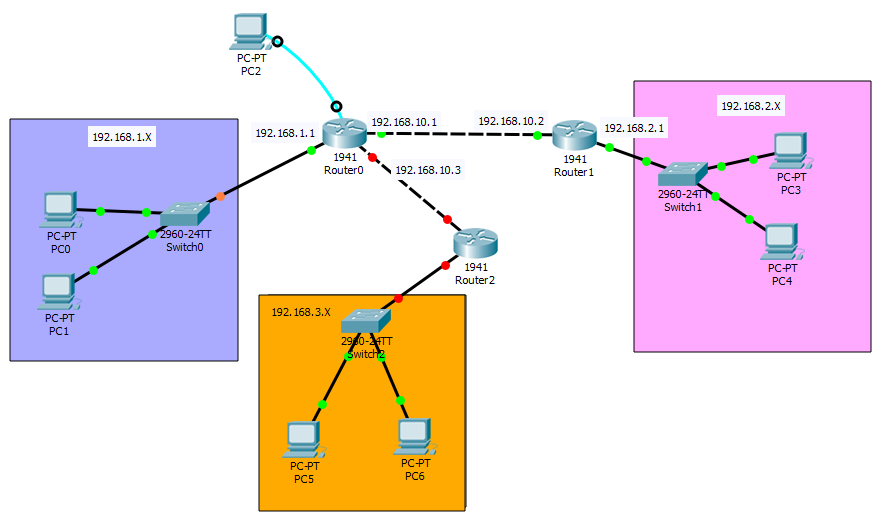 PC-PT
PC2
192.168.1.X
192.168.1.1
192.168.10.1
192.168.10.2
192.168.2.1
192.168.2.X
1941
Router0
192.168.10.3
1941
Router1
2960-24TT
Switch1
PC-PT
PC3
PC-PT
PC4
PC-PT
PC0
2960-24TT
Switch0
PC-PT
PC1
1941
Router2
192.168.3.X
2960-24TT
Switch2
PC-PT
PC5
PC-PT
PC6